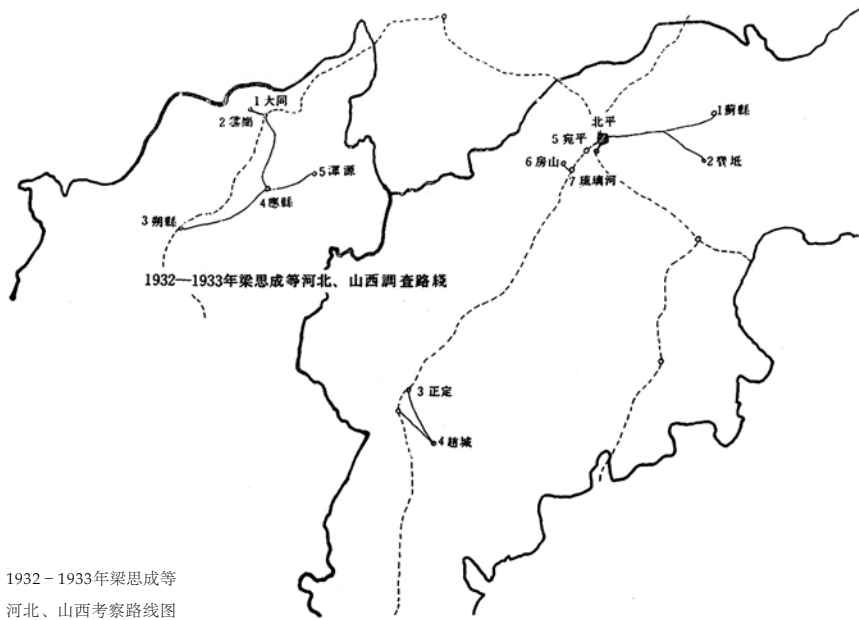 1大同
2 雲崗
5 渾源
4 應縣
3 朔縣
1薊縣
北平
5 宛平
2寶坻
6 房山
7 琉璃河
1932—1933年梁思成等河北、山西調查路綫
3 正定
4 趙城
1932－1933年梁思成等
河北、山西考察路线图